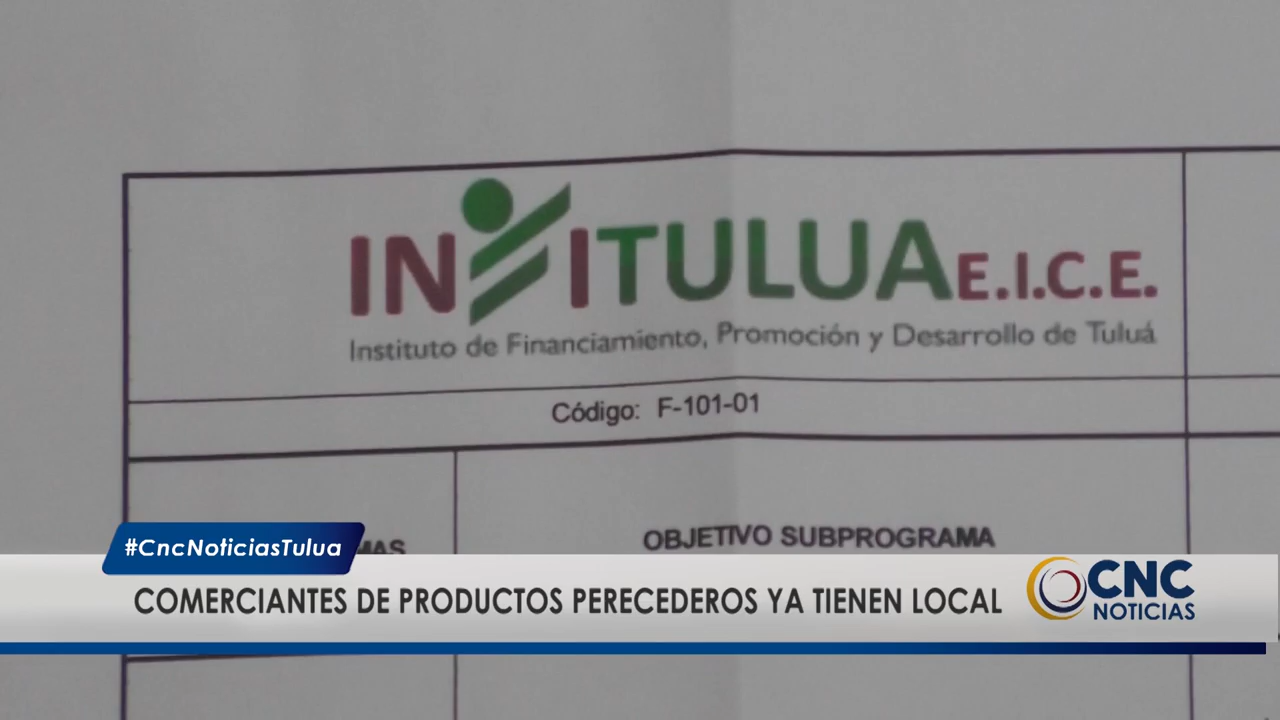 INFITULUA E.I.C.E.
Instituto de Financiamiento, Promoción y Desarrollo de Tuluá
Código: F-101-01
OBJETIVO SUBPROGRAMA
#CncNoticiasTulua
COMERCIANTES DE PRODUCTOS PERECEDEROS YA TIENEN LOCAL
CNC
NOTICIAS